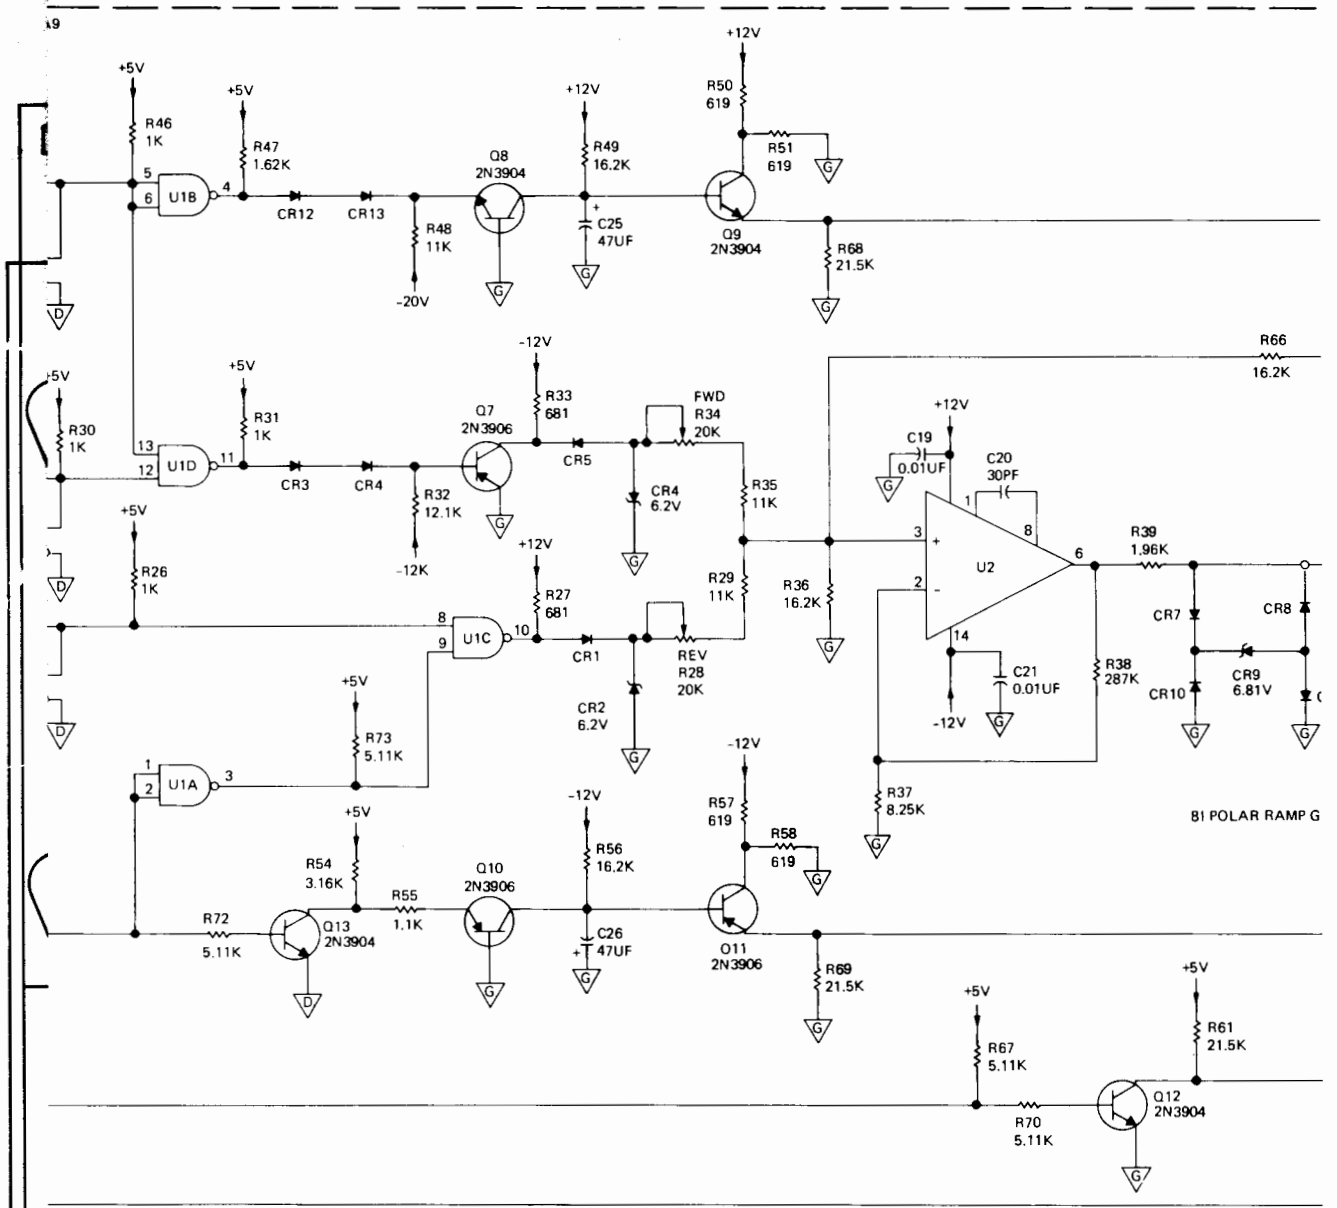 A9
+5V
R46
1K
+5V
R47
1.62K
5
6
U1B
4
CR12
CR13
R48
11K
-20V
Q8
2N3904
G
+12V
R49
16.2K
+
C25
47UF
G
+12V
R50
619
R51
619
G
Q9
2N3904
R68
21.5K
G
D
+5V
R30
1K
+5V
R31
1K
13
12
U1D
11
CR3
CR4
R32
12.1K
-12K
Q7
2N3906
G
-12V
R33
681
CR5
CR4
6.2V
G
FWD
R34
20K
R35
11K
R66
16.2K
+12V
C19
0.01UF
G
C20
30PF
1
8
3
+
2
-
U2
6
14
R39
1.96K
R36
16.2K
G
C21
0.01UF
G
-12V
R38
287K
R37
8.25K
G
CR7
CR8
CR9
6.81V
CR10
C
G
G
BI POLAR RAMP G
+5V
R26
1K
D
+12V
R27
681
8
9
U1C
10
CR1
CR2
6.2V
G
REV
R28
20K
R29
11K
+5V
R73
5.11K
D
1
2
U1A
3
+5V
R54
3.16K
R55
1.1K
R72
5.11K
Q13
2N3904
D
Q10
2N3906
G
-12V
R56
16.2K
+
C26
47UF
G
-12V
R57
619
R58
619
G
Q11
2N3906
R69
21.5K
G
+5V
R67
5.11K
R70
5.11K
+5V
R61
21.5K
Q12
2N3904
G